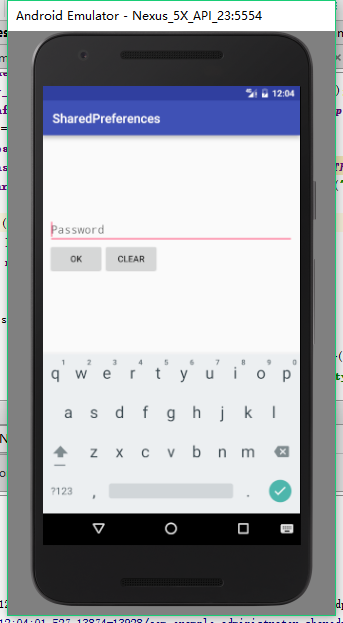 Android Emulator - Nexus_5X_API_23:5554
12:04
SharedPreferences
Password
OK CLEAR
1 2 3 4 5 6 7 8 9 0
q w e r t y u i o p
a s d f g h j k l
z x c v b n m
?123 , .